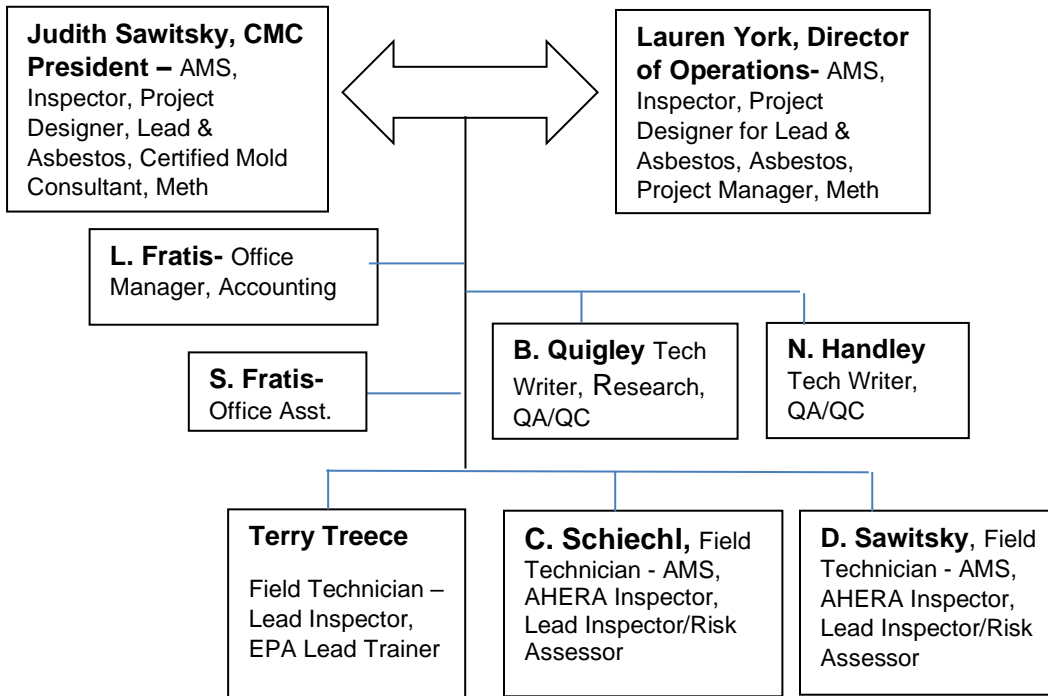 Judith Sawitsky, CMC
President – AMS,
Inspector, Project
Designer, Lead &
Asbestos, Certified Mold
Consultant, Meth
Lauren York, Director
of Operations- AMS,
Inspector, Project
Designer for Lead &
Asbestos, Asbestos,
Project Manager, Meth
L. Fratis- Office
Manager, Accounting
B. Quigley Tech
Writer, Research,
QA/QC
N. Handley
Tech Writer,
QA/QC
S. Fratis-
Office Asst.
Terry Treece
Field Technician –
Lead Inspector,
EPA Lead Trainer
C. Schiechl, Field
Technician - AMS,
AHERA Inspector,
Lead Inspector/Risk
Assessor
D. Sawitsky, Field
Technician - AMS,
AHERA Inspector,
Lead Inspector/Risk
Assessor